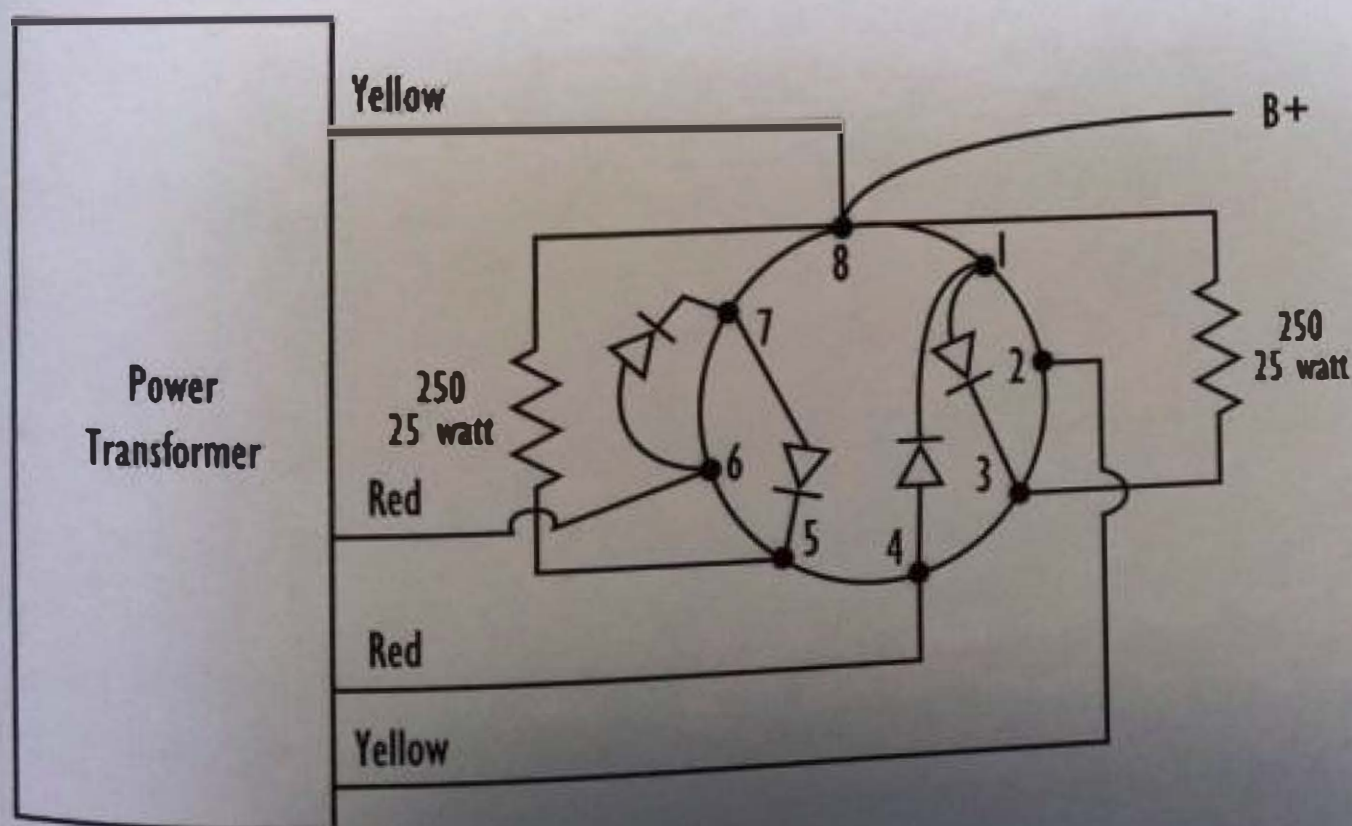 Yellow
B+
8
1
7
2
250
25 watt
250
25 watt
Power
Transformer
6
3
Red
5
4
Red
Yellow